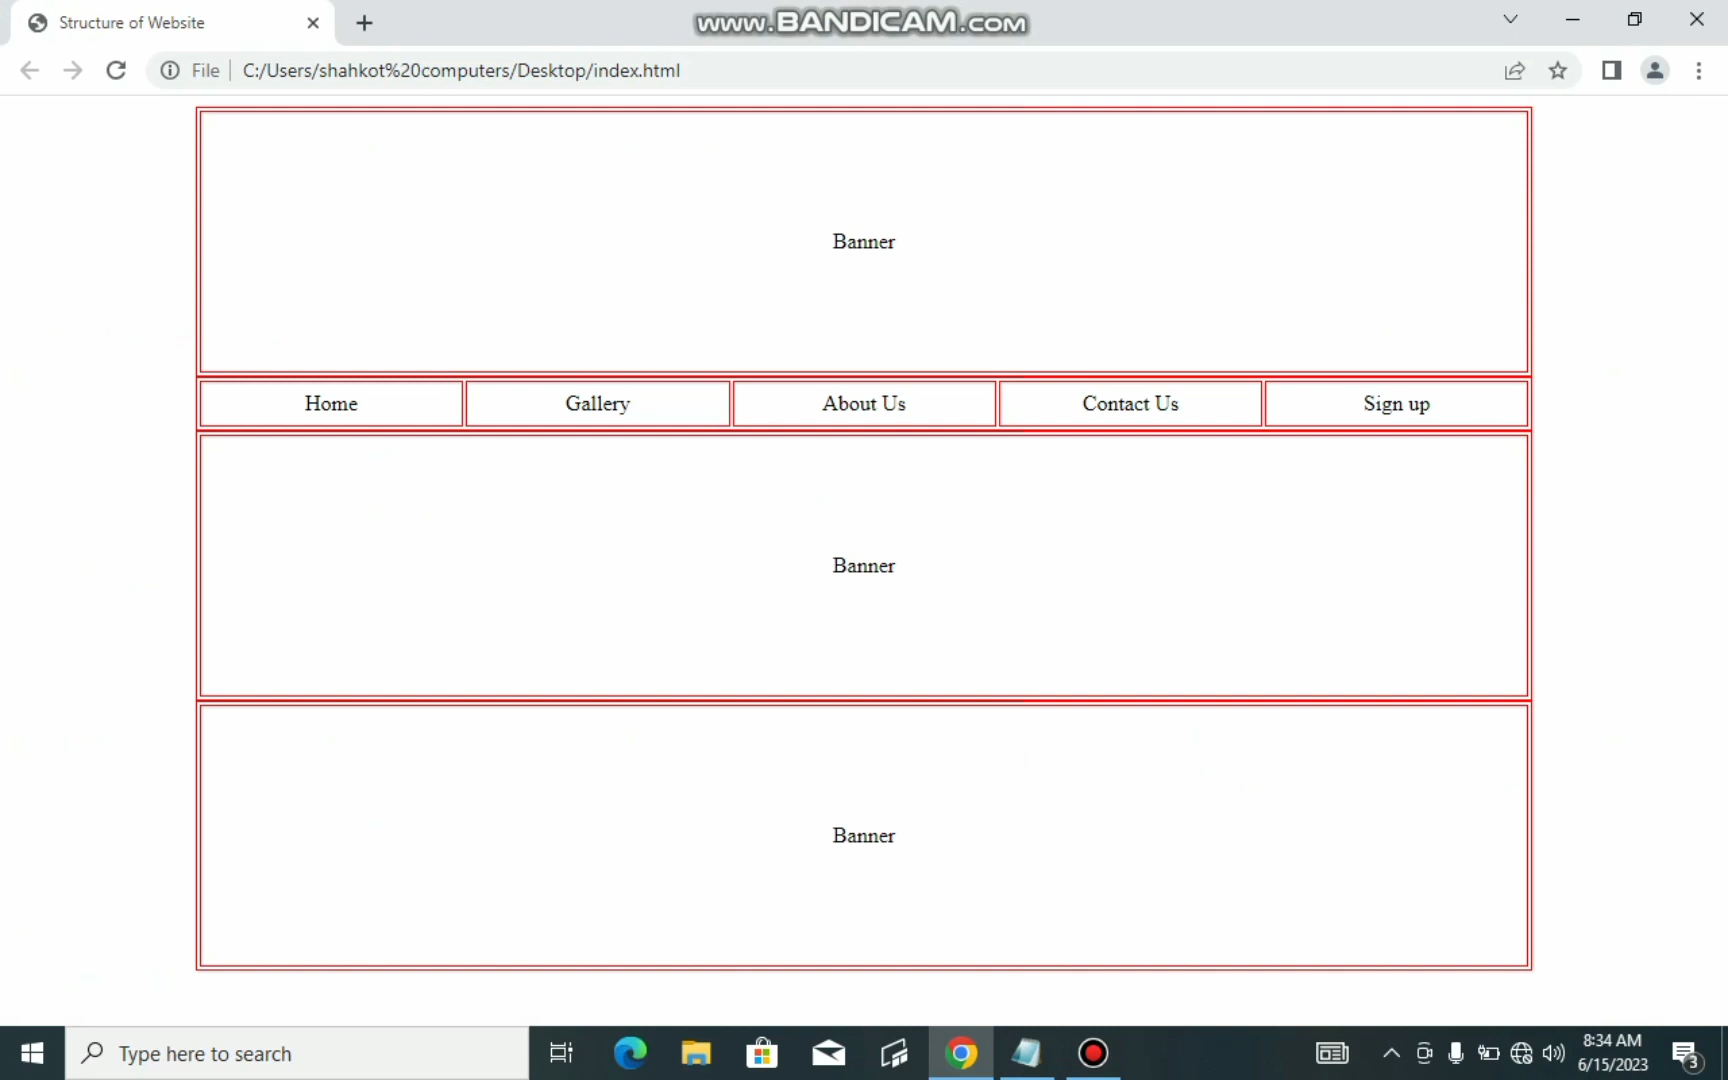 Structure of Website
www.BANDICAM.com
File
C:/Users/shahkot%20computers/Desktop/index.html
Banner
Home Gallery About Us Contact Us Sign up
Banner
Banner
Type here to search
8:34 AM
6/15/2023
3